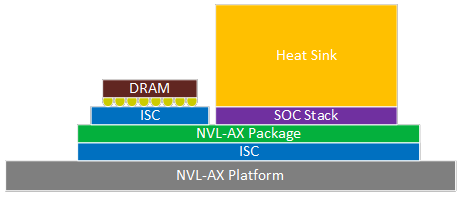 Heat Sink
DRAM
ISC
SOC Stack
NVL-AX Package
ISC
NVL-AX Platform